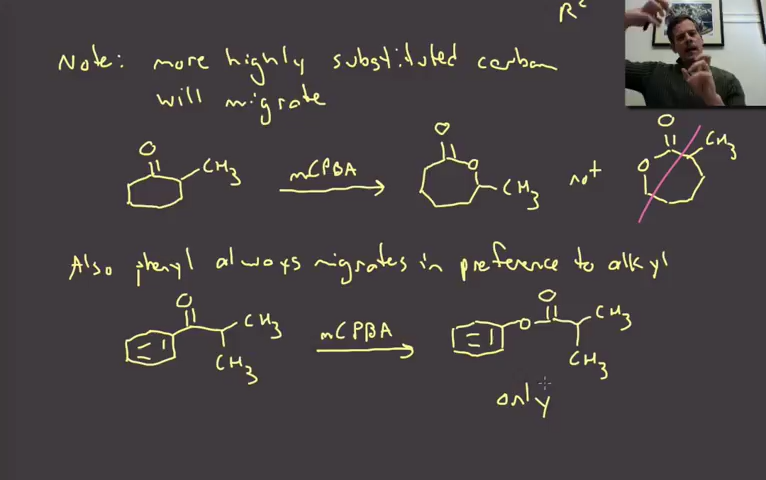 R²
Note: more highly substituted carbon
will migrate
O
CH3
mCPBA
O
O
CH3
not
O
O
CH3
Also phenyl always migrates in preference to alkyl
O
CH3
CH3
mCPBA
O
O
CH3
CH3
only